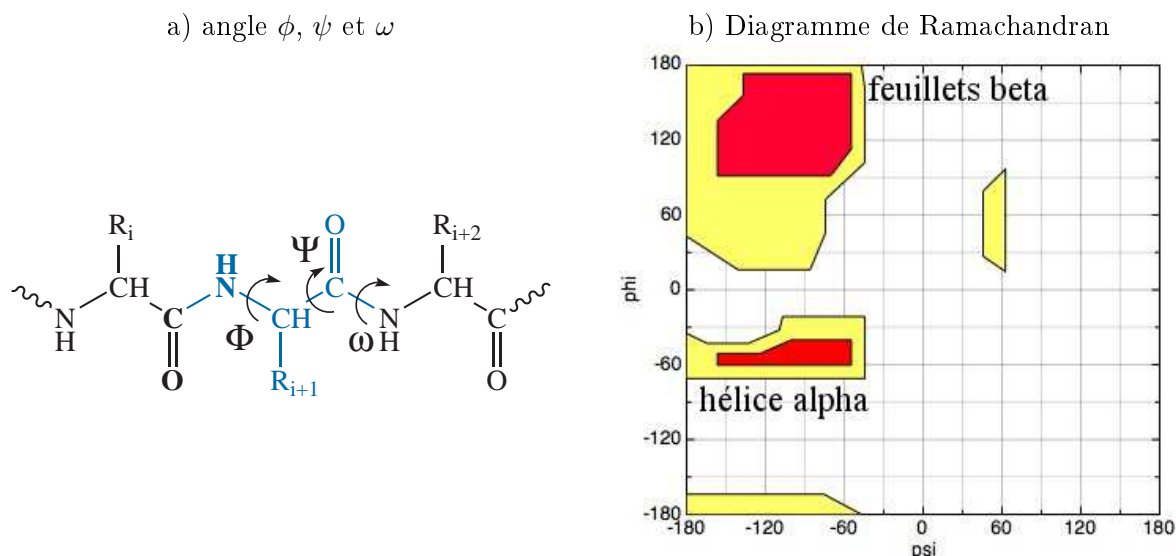 a) angle ϕ, ψ et ω
b) Diagramme de Ramachandran
R_i
H
N
Ψ
O
R_{i+2}
CH
C
CH
N
H
C
O
Φ
CH
R_{i+1}
ω
N
H
C
O
180
120
60
0
-60
-120
-180
phi
feuillets beta
hélice alpha
-180 -120 -60 0 60 120 180
psi